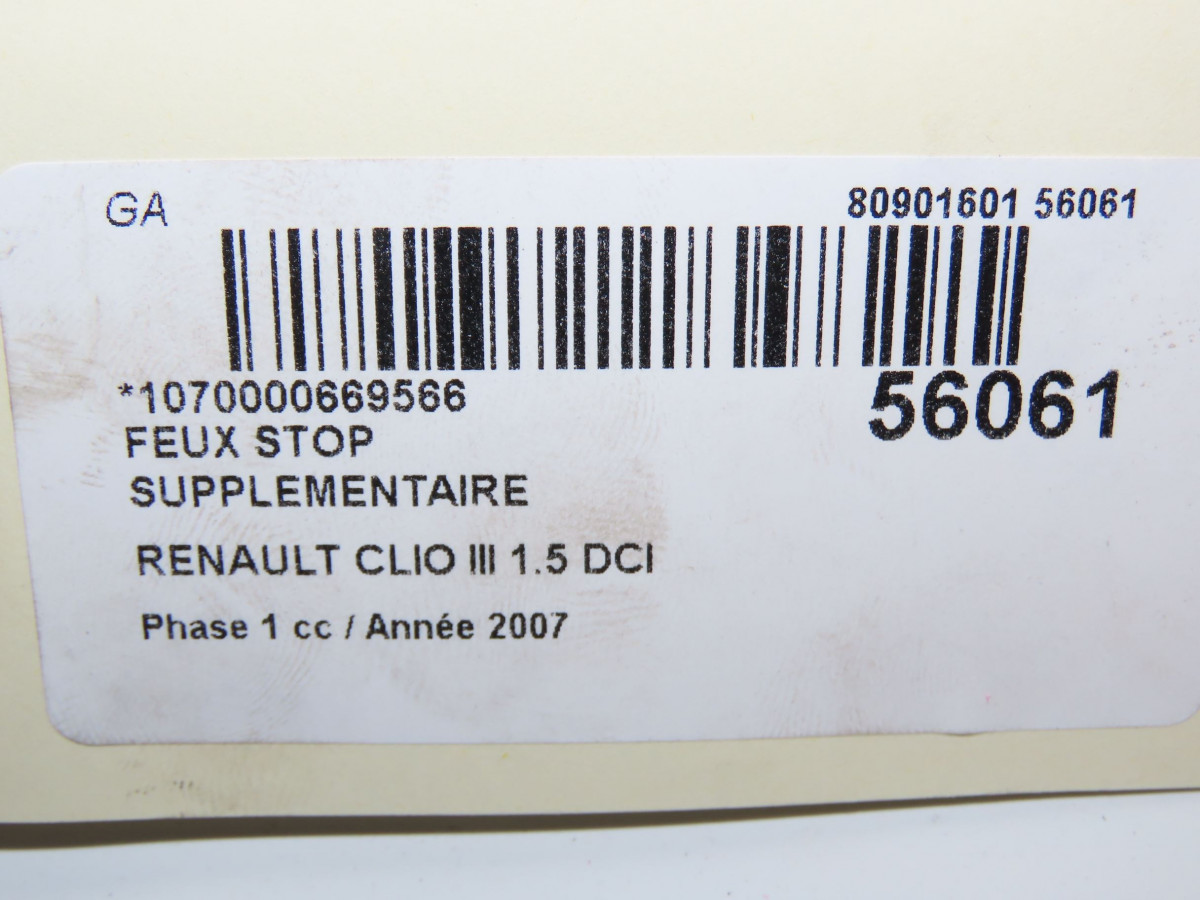 GA
80901601 56061
*1070000669566
56061
FEUX STOP
SUPPLEMENTAIRE
RENAULT CLIO III 1.5 DCI
Phase 1 cc / Année 2007